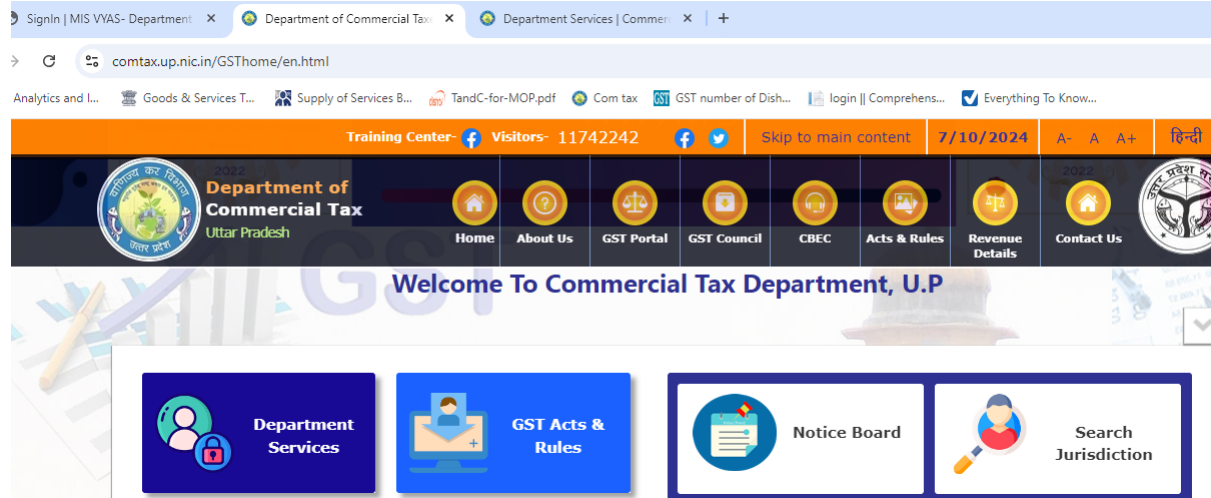 SignIn | MIS VYAS- Department
Department of Commercial Tax
Department Services | Commer
comtax.up.nic.in/GSThome/en.html
Analytics and I...
Goods & Services T...
Supply of Services B...
TandC-for-MOP.pdf
Com tax
GST number of Dish...
login || Comprehens...
Everything To Know...
Training Center- Visitors- 11742242
Skip to main content
7/10/2024
A- A A+
हिन्दी
वाणिज्य कर विभाग
उत्तर प्रदेश
2022
Department of
Commercial Tax
Uttar Pradesh
Home
About Us
GST Portal
GST Council
CBEC
Acts & Rules
Revenue
Details
2022
Contact Us
GST
Welcome To Commercial Tax Department, U.P
Department
Services
GST Acts &
Rules
Notice Board
Search
Jurisdiction